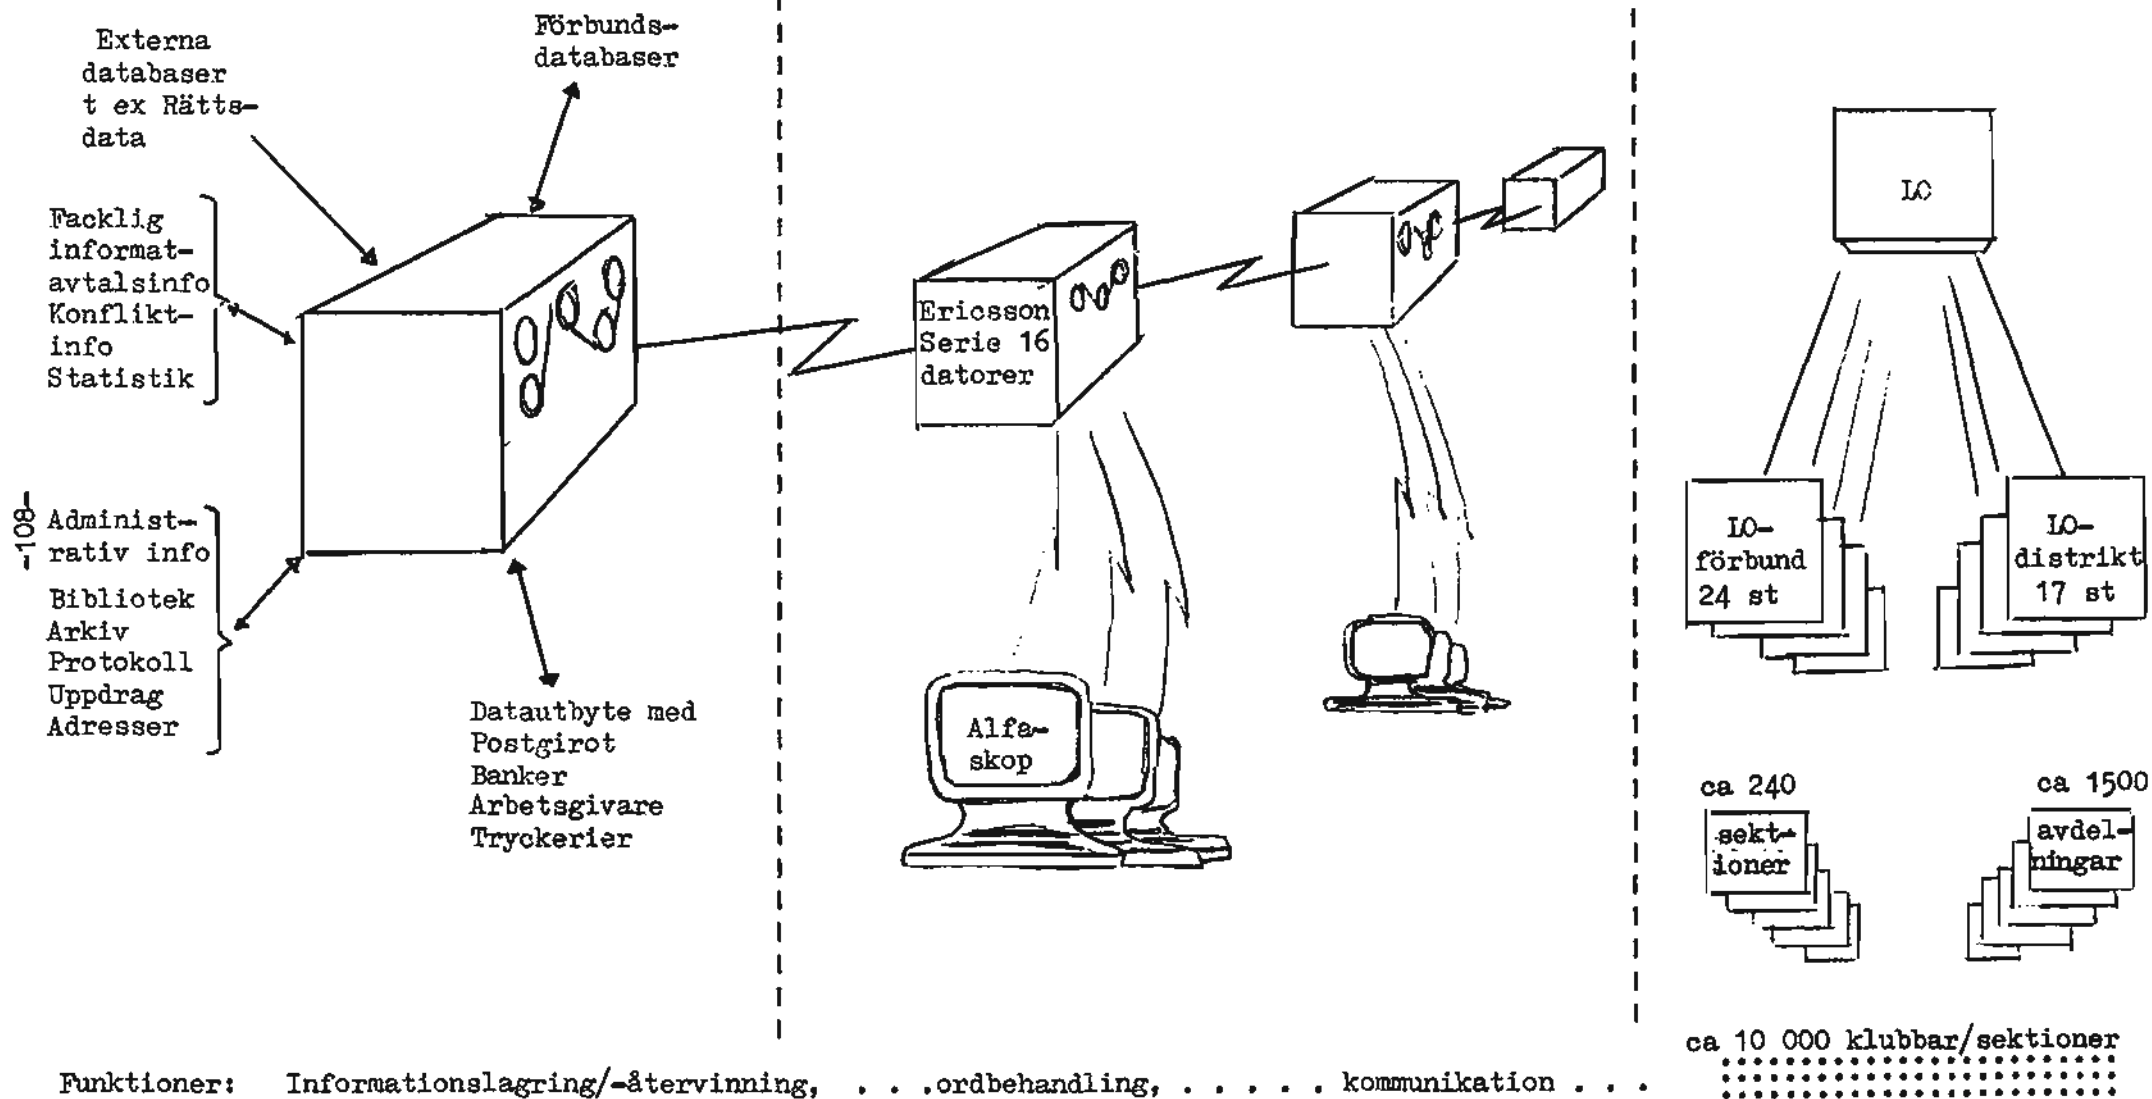 Externa
databaser
t ex Rätts-
data
Förbunds-
databaser
Facklig
informat-
avtalsinfo
Konflikt-
info
Statistik
-108-
Administ-
rativ info
Bibliotek
Arkiv
Protokoll
Uppdrag
Adresser
Datautbyte med
Postgirot
Banker
Arbetsgivare
Tryckerier
Ericsson
Serie 16
datorer
Alfa-
skop
LO
LO-
förbund
24 st
LO-
distrikt
17 st
ca 240
sekt-
ioner
ca 1500
avdel-
ningar
ca 10 000 klubbar/sektioner
Funktioner: Informationslagring/-återvinning, . . .ordbehandling, . . . . . kommunikation . . .